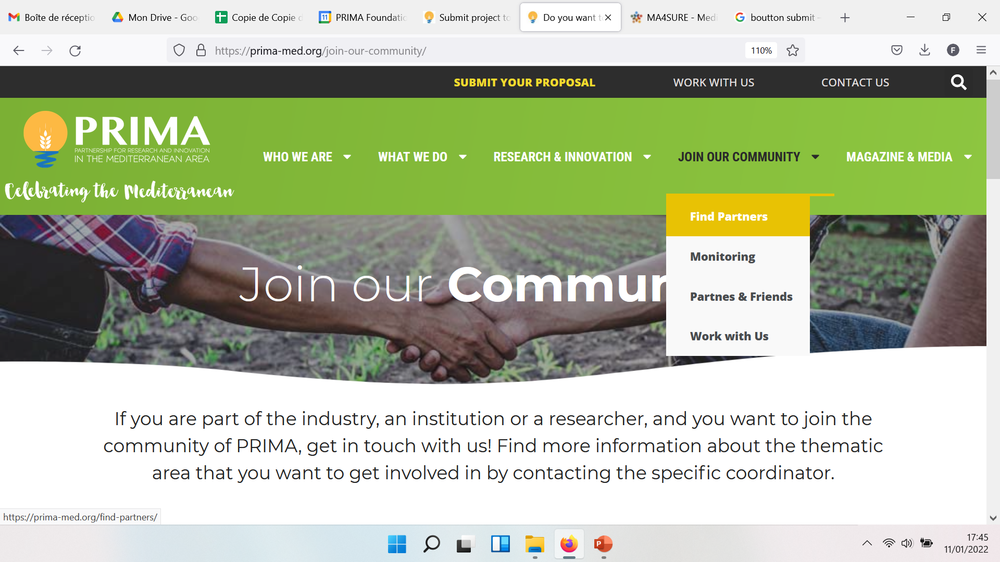 Boîte de réceptio
Mon Drive - Goo
Copie de Copie d
11
PRIMA Foundatio
Submit project to
Do you want t
MA4SURE - Medi
boutton submit -
https://prima-med.org/join-our-community/
110%
F
SUBMIT YOUR PROPOSAL
WORK WITH US
CONTACT US
PRIMA
PARTNERSHIP FOR RESEARCH AND INNOVATION
IN THE MEDITERRANEAN AREA
Celebrating the Mediterranean
WHO WE ARE
WHAT WE DO
RESEARCH & INNOVATION
JOIN OUR COMMUNITY
MAGAZINE & MEDIA
Find Partners
Monitoring
Partnes & Friends
Work with Us
Join our Commun
If you are part of the industry, an institution or a researcher, and you want to join the
community of PRIMA, get in touch with us! Find more information about the thematic
area that you want to get involved in by contacting the specific coordinator.
https://prima-med.org/find-partners/
P
17:45
11/01/2022